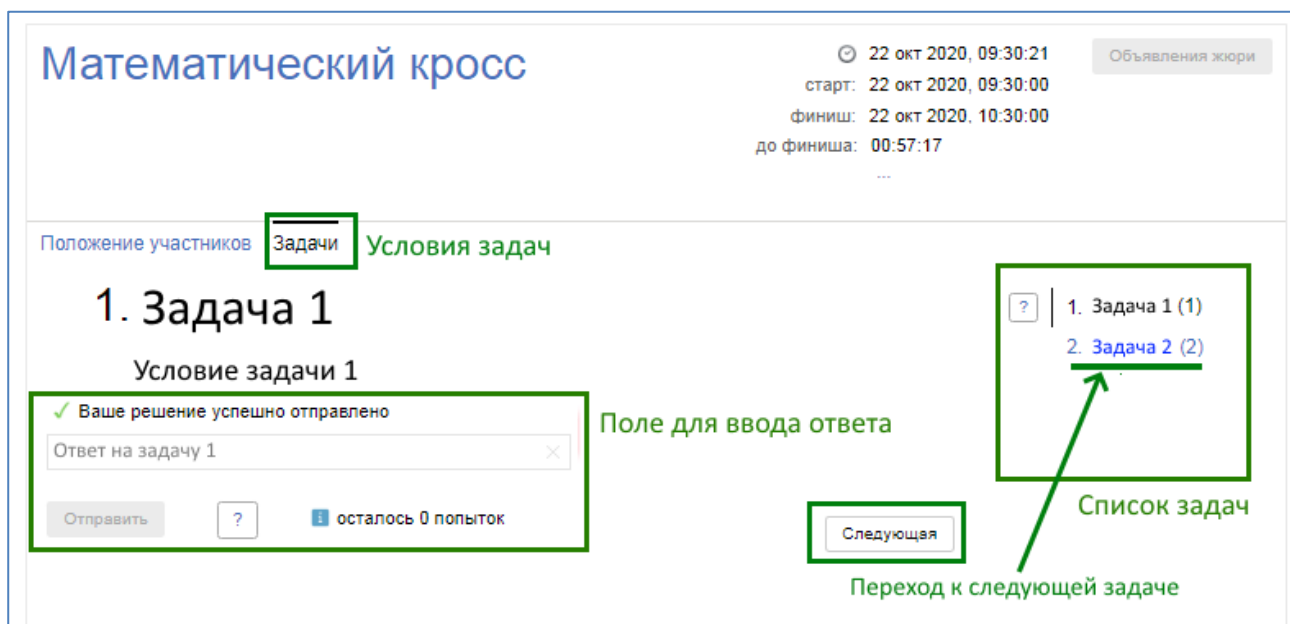 Математический кросс
22 окт 2020, 09:30:21
Объявления жюри
старт: 22 окт 2020, 09:30:00
финиш: 22 окт 2020, 10:30:00
до финиша: 00:57:17
...
Положение участников Задачи Условия задач
1. Задача 1
Условие задачи 1
✓ Ваше решение успешно отправлено
Ответ на задачу 1 ×
Отправить ? i осталось 0 попыток
Поле для ввода ответа
? 1. Задача 1 (1)
2. Задача 2 (2)
Список задач
Следующая
Переход к следующей задаче